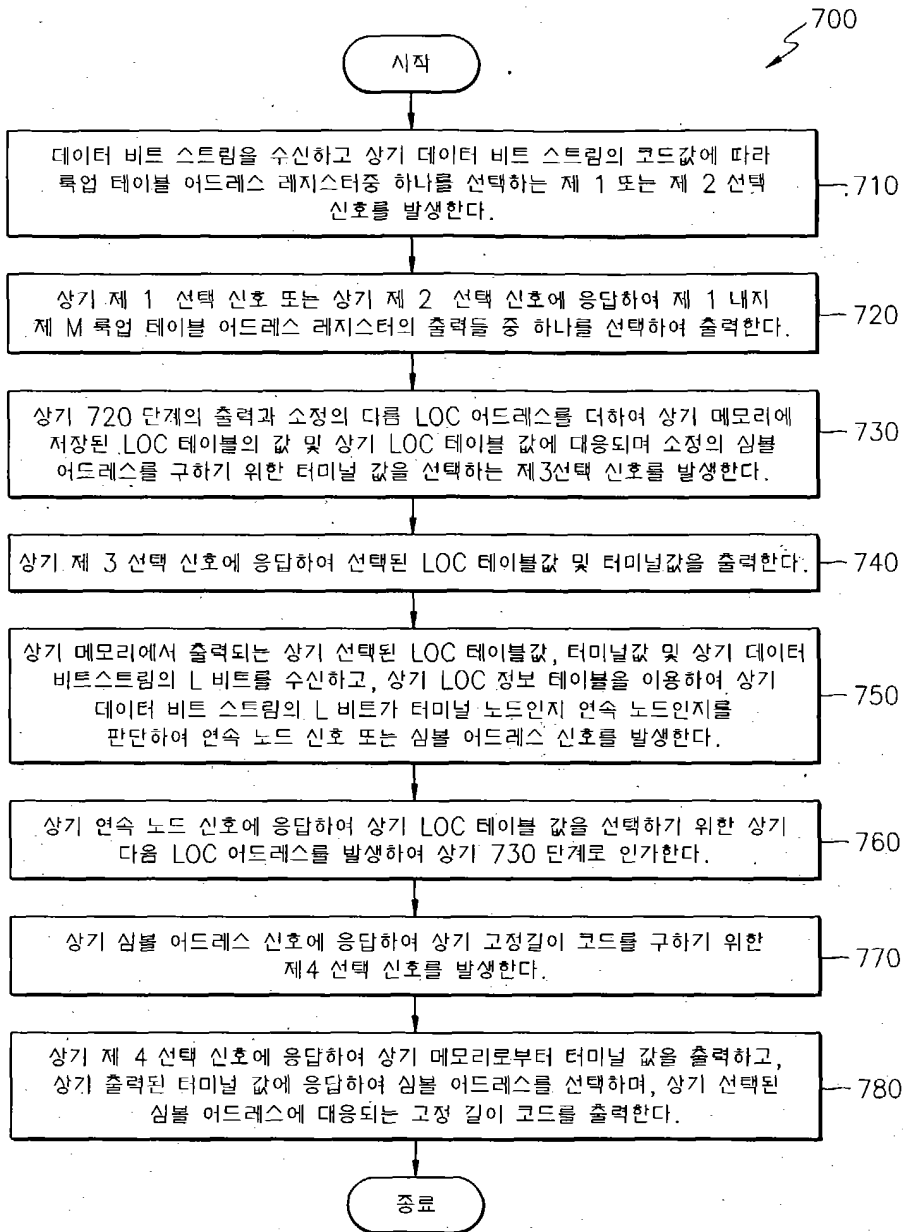 700
시작
데이터 비트 스트림을 수신하고 상기 데이터 비트 스트림의 코드값에 따라
룩업 테이블 어드레스 레지스터중 하나를 선택하는 제 1 또는 제 2 선택
신호를 발생한다.
710
상기 제 1 선택 신호 또는 상기 제 2 선택 신호에 응답하여 제 1 내지
제 M 룩업 테이블 어드레스 레지스터의 출력들 중 하나를 선택하여 출력한다.
720
상기 720 단계의 출력과 소정의 다름 LOC 어드레스를 더하여 상기 메모리에
저장된 LOC 테이블의 값 및 상기 LOC 테이블 값에 대응되며 소정의 심볼
어드레스를 구하기 위한 터미널 값을 선택하는 제3선택 신호를 발생한다.
730
상기 제 3 선택 신호에 응답하여 선택된 LOC 테이블값 및 터미널값을 출력한다.
740
상기 메모리에서 출력되는 상기 선택된 LOC 테이블값, 터미널값 및 상기 데이터
비트스트림의 L 비트를 수신하고, 상기 LOC 정보 테이블을 이용하여 상기
데이터 비트 스트림의 L 비트가 터미널 노드인지 연속 노드인지를
판단하여 연속 노드 신호 또는 심볼 어드레스 신호를 발생한다.
750
상기 연속 노드 신호에 응답하여 상기 LOC 테이블 값을 선택하기 위한 상기
다음 LOC 어드레스를 발생하여 상기 730 단계로 인가한다.
760
상기 심볼 어드레스 신호에 응답하여 상기 고정길이 코드를 구하기 위한
제4 선택 신호를 발생한다.
770
상기 제 4 선택 신호에 응답하여 상기 메모리로부터 터미널 값을 출력하고,
상기 출력된 터미널 값에 응답하여 심볼 어드레스를 선택하며, 상기 선택된
심볼 어드레스에 대응되는 고정 길이 코드를 출력한다.
780
종료